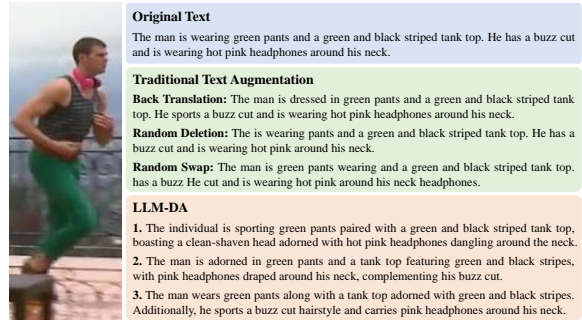 Original Text
The man is wearing green pants and a green and black striped tank top. He has a buzz cut
and is wearing hot pink headphones around his neck.
Traditional Text Augmentation
Back Translation: The man is dressed in green pants and a green and black striped tank
top. He sports a buzz cut and is wearing hot pink headphones around his neck.
Random Deletion: The is wearing pants and a green and black striped tank top. He has a
buzz cut and is wearing hot pink around his neck.
Random Swap: The man is green pants wearing and a green and black striped tank top.
has a buzz He cut and is wearing hot pink around his neck headphones.
LLM-DA
1. The individual is sporting green pants paired with a green and black striped tank top,
boasting a clean-shaven head adorned with hot pink headphones dangling around the neck.
2. The man is adorned in green pants and a tank top featuring green and black stripes,
with pink headphones draped around his neck, complementing his buzz cut.
3. The man wears green pants along with a tank top adorned with green and black stripes.
Additionally, he sports a buzz cut hairstyle and carries pink headphones around his neck.